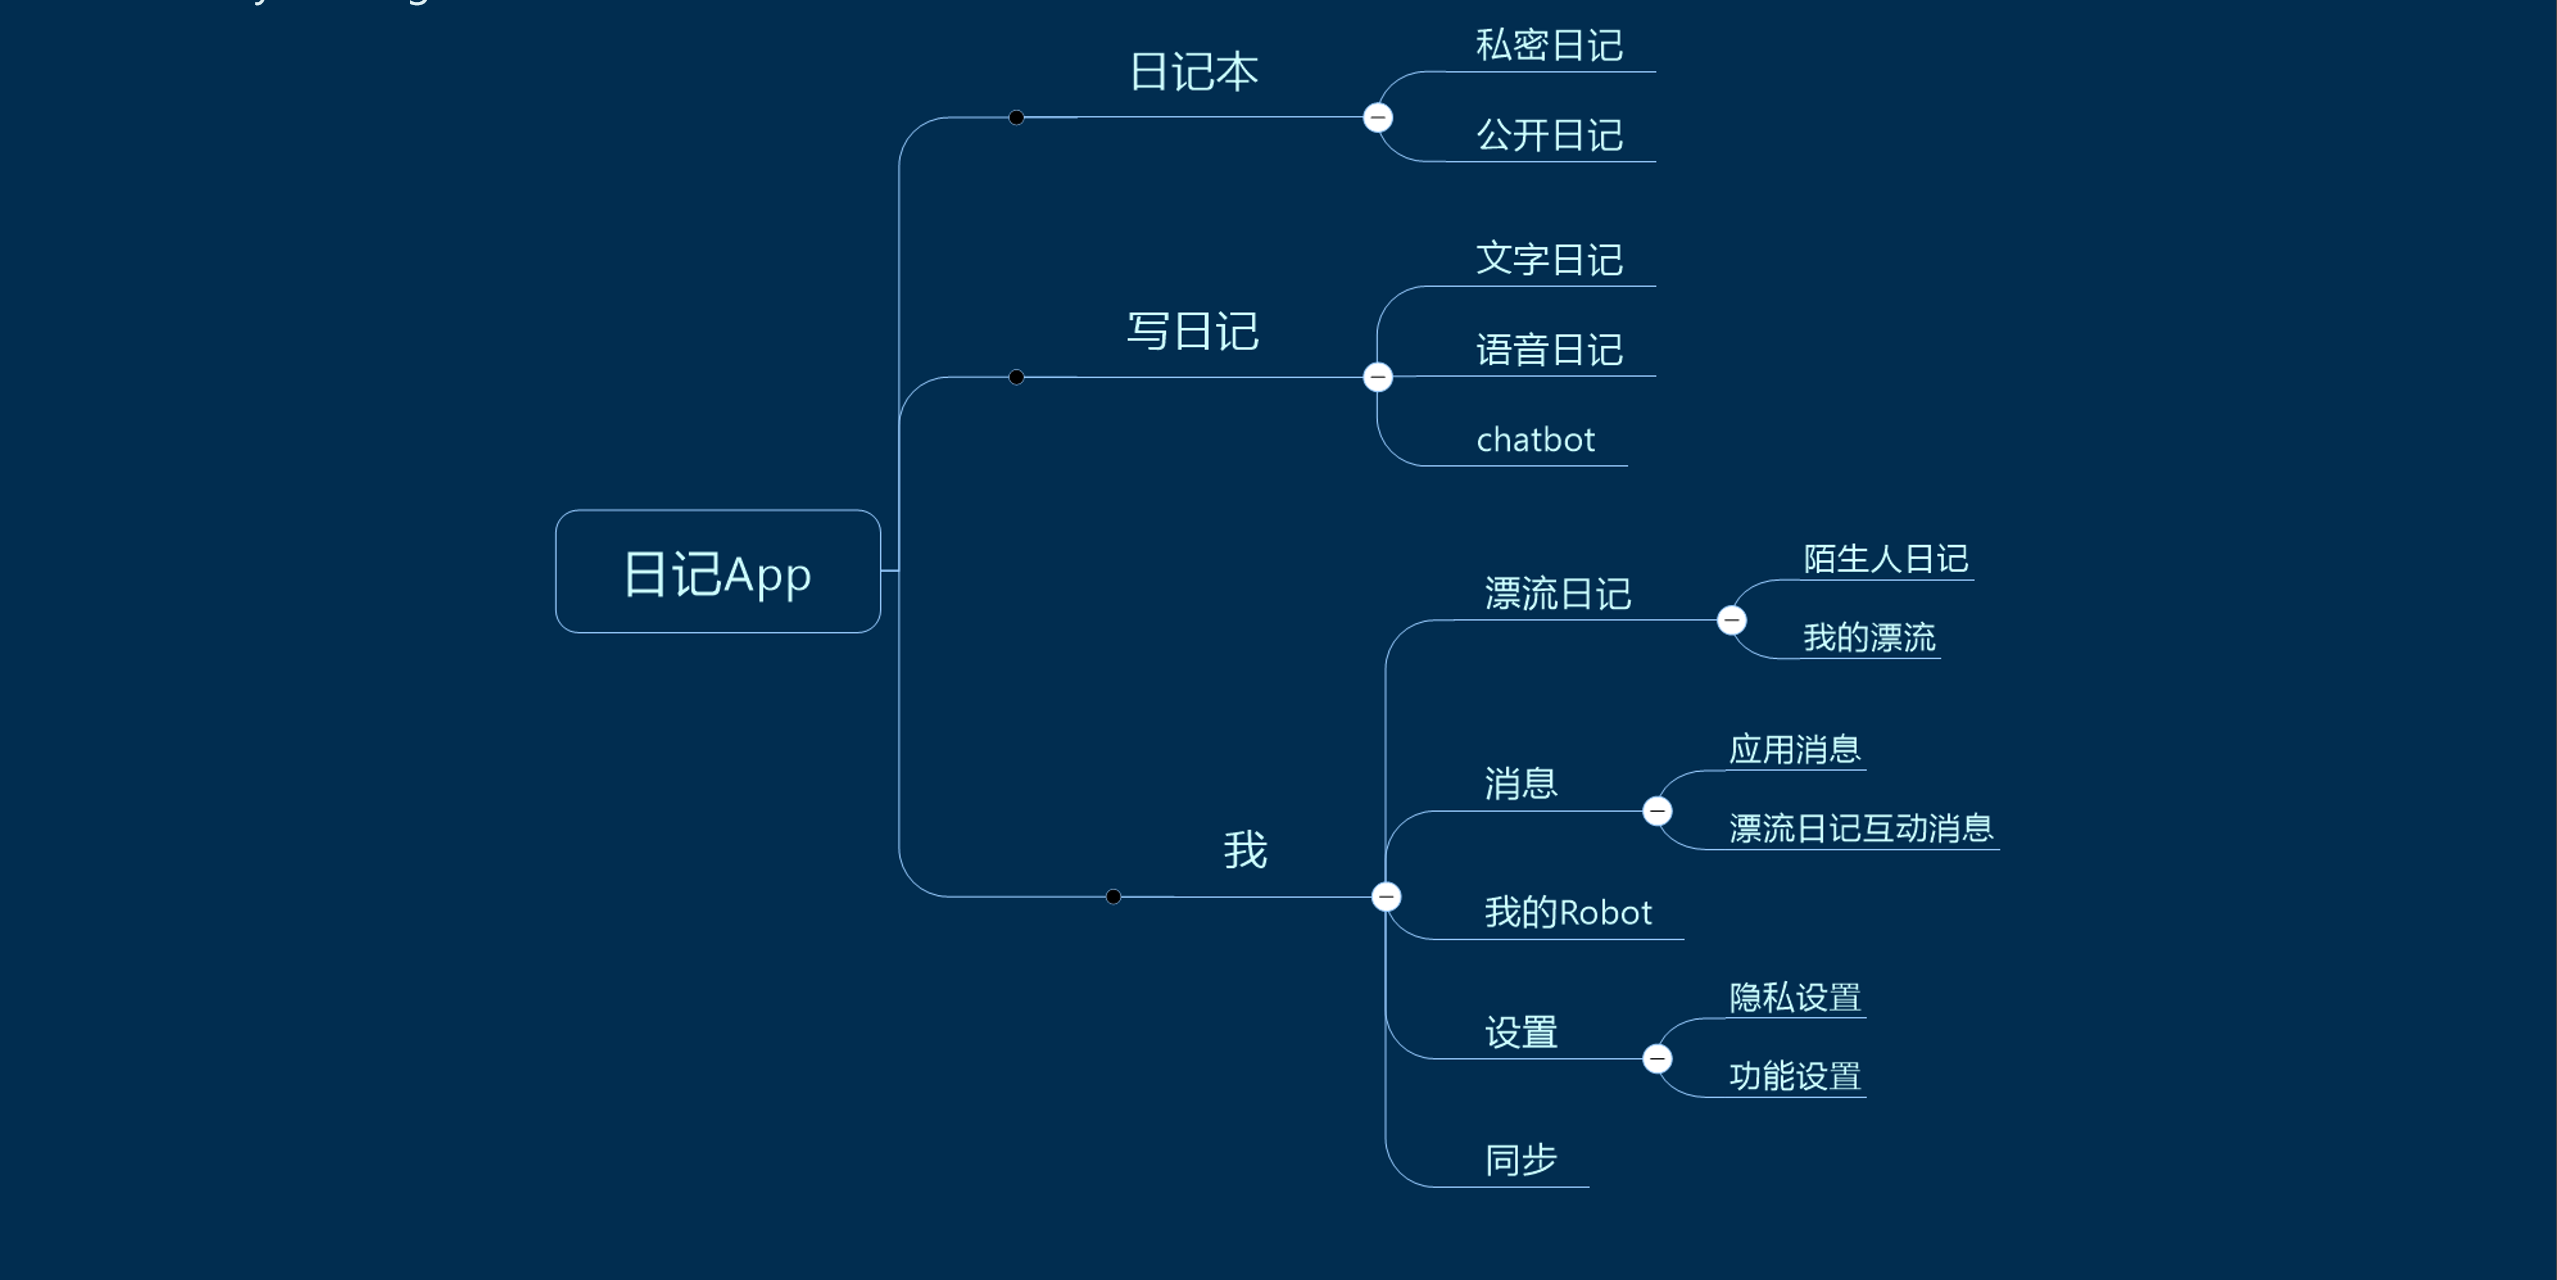 日记App
日记本
私密日记
公开日记
写日记
文字日记
语音日记
chatbot
我
漂流日记
陌生人日记
我的漂流
消息
应用消息
漂流日记互动消息
我的Robot
设置
隐私设置
功能设置
同步